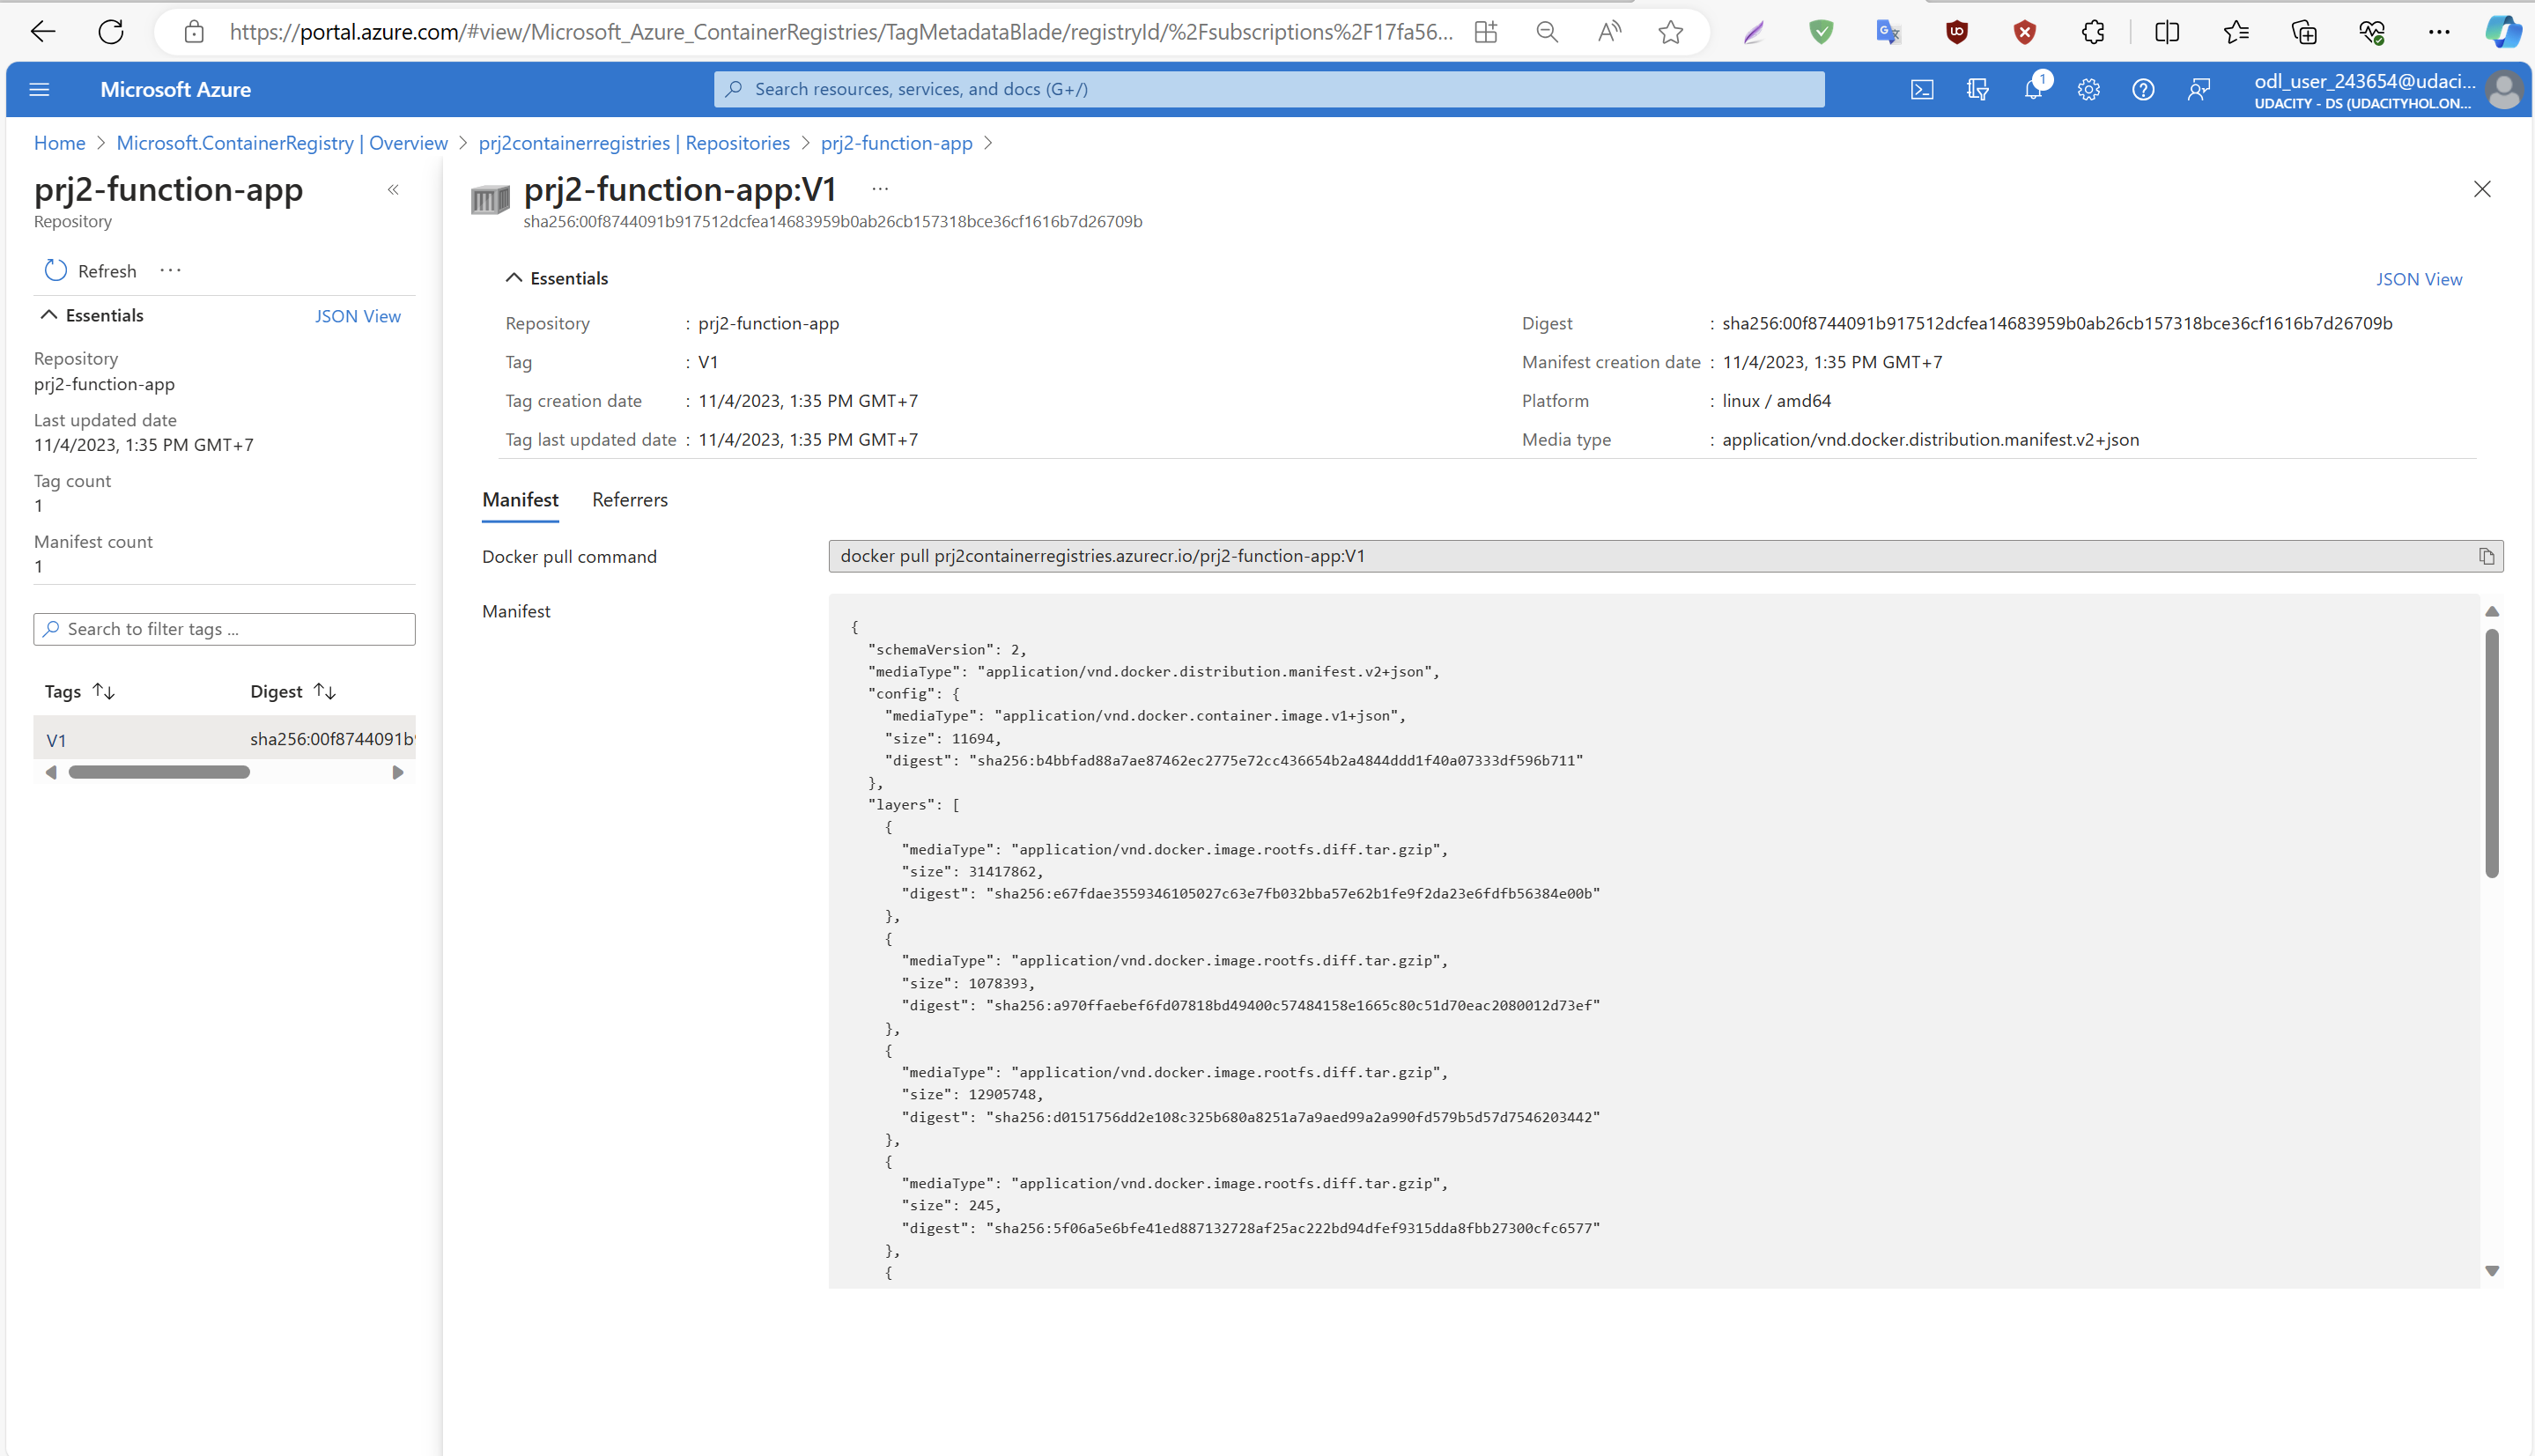 https://portal.azure.com/#view/Microsoft_Azure_ContainerRegistries/TagMetadataBlade/registryId/%2Fsubscriptions%2F17fa56...
Microsoft Azure
Search resources, services, and docs (G+/)
1
odl_user_243654@udaci...
UDACITY - DS (UDACITYHOL.ON...
Home > Microsoft.ContainerRegistry | Overview > prj2containerregistries | Repositories > prj2-function-app >
prj2-function-app
Repository
Refresh ...
Essentials
JSON View
Repository
prj2-function-app
Last updated date
11/4/2023, 1:35 PM GMT+7
Tag count
1
Manifest count
1
Search to filter tags ...
Tags Digest
V1 sha256:00f8744091b
prj2-function-app:V1 ...
sha256:00f8744091b917512dcfea14683959b0ab26cb157318bce36cf1616b7d26709b
Essentials
JSON View
Repository : prj2-function-app
Tag : V1
Tag creation date : 11/4/2023, 1:35 PM GMT+7
Tag last updated date : 11/4/2023, 1:35 PM GMT+7
Digest : sha256:00f8744091b917512dcfea14683959b0ab26cb157318bce36cf1616b7d26709b
Manifest creation date : 11/4/2023, 1:35 PM GMT+7
Platform : linux / amd64
Media type : application/vnd.docker.distribution.manifest.v2+json
Manifest Referrers
Docker pull command docker pull prj2containerregistries.azurecr.io/prj2-function-app:V1
Manifest
{
"schemaVersion": 2,
"mediaType": "application/vnd.docker.distribution.manifest.v2+json",
"config": {
"mediaType": "application/vnd.docker.container.image.v1+json",
"size": 11694,
"digest": "sha256:b4bbfad88a7ae87462ec2775e72cc436654b2a4844ddd1f40a07333df596b711"
},
"layers": [
{
"mediaType": "application/vnd.docker.image.rootfs.diff.tar.gzip",
"size": 31417862,
"digest": "sha256:e67fdae3559346105027c63e7fb032bba57e62b1fe9f2da23e6fdfb56384e00b"
},
{
"mediaType": "application/vnd.docker.image.rootfs.diff.tar.gzip",
"size": 1078393,
"digest": "sha256:a970ffaebef6fd07818bd49400c57484158e1665c80c51d70eac2080012d73ef"
},
{
"mediaType": "application/vnd.docker.image.rootfs.diff.tar.gzip",
"size": 12905748,
"digest": "sha256:d0151756dd2e108c325b680a8251a7a9aed99a2a990fd579b5d57d7546203442"
},
{
"mediaType": "application/vnd.docker.image.rootfs.diff.tar.gzip",
"size": 245,
"digest": "sha256:5f06a5e6bfe41ed887132728af25ac222bd94dfef9315dda8fbb27300cfc6577"
},
{